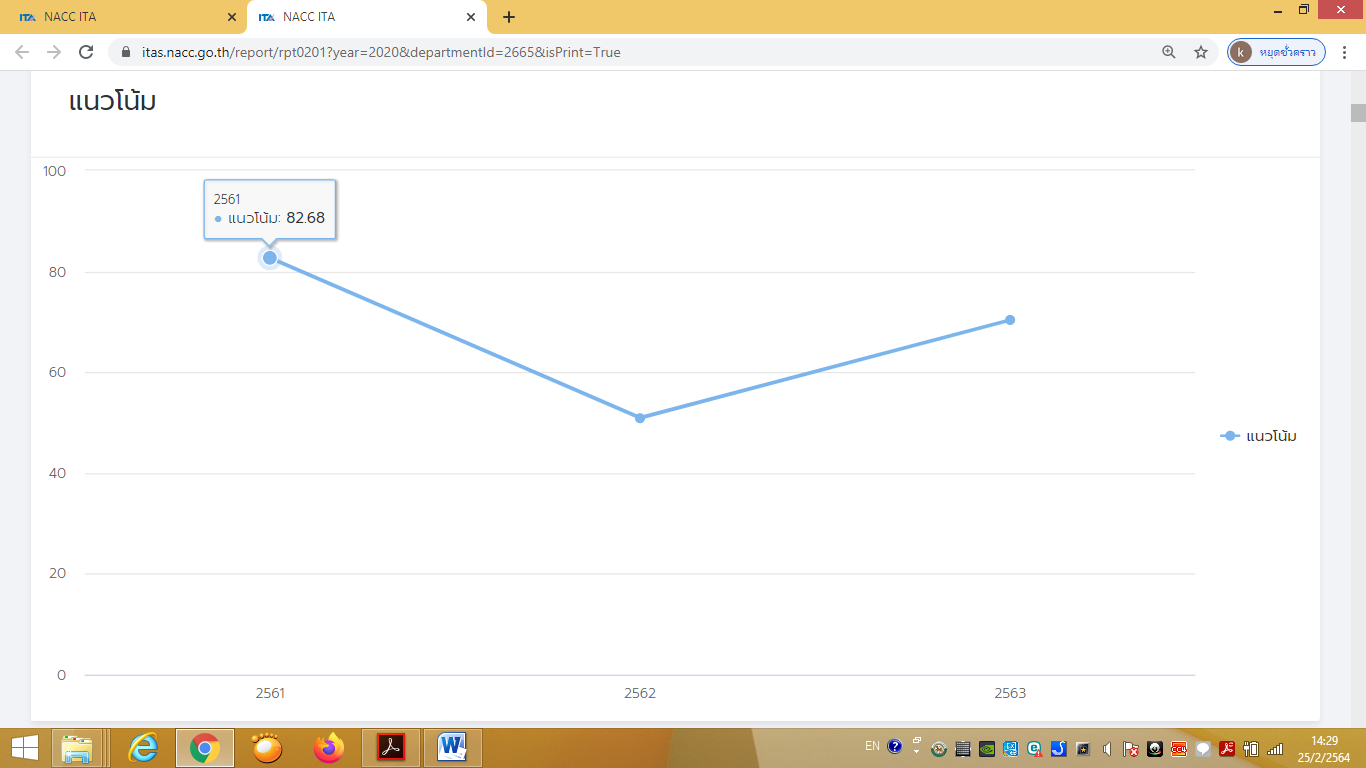 ITA NACC ITA
ITA NACC ITA
itas.nacc.go.th/report/rpt0201?year=2020&departmentId=2665&isPrint=True
k หยุดชั่วคราว
แนวโน้ม
100
2561
แนวโน้ม: 82.68
80
60
แนวโน้ม
40
20
0
2561 2562 2563
EN
14:29
25/2/2564